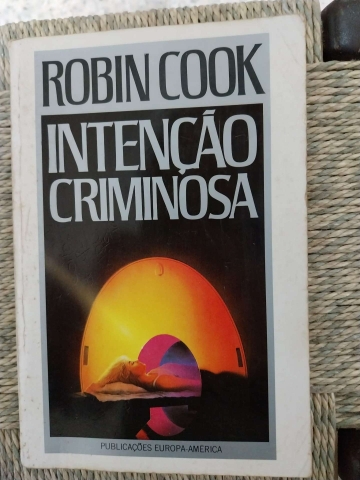 ROBIN COOK
INTENÇÃO
CRIMINOSA
PUBLICAÇÕES EUROPA-AMÉRICA